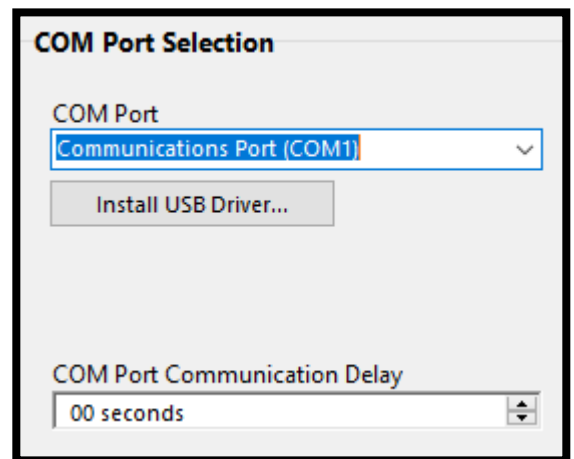 COM Port Selection
COM Port
Communications Port (COM1)
Install USB Driver...
COM Port Communication Delay
00 seconds